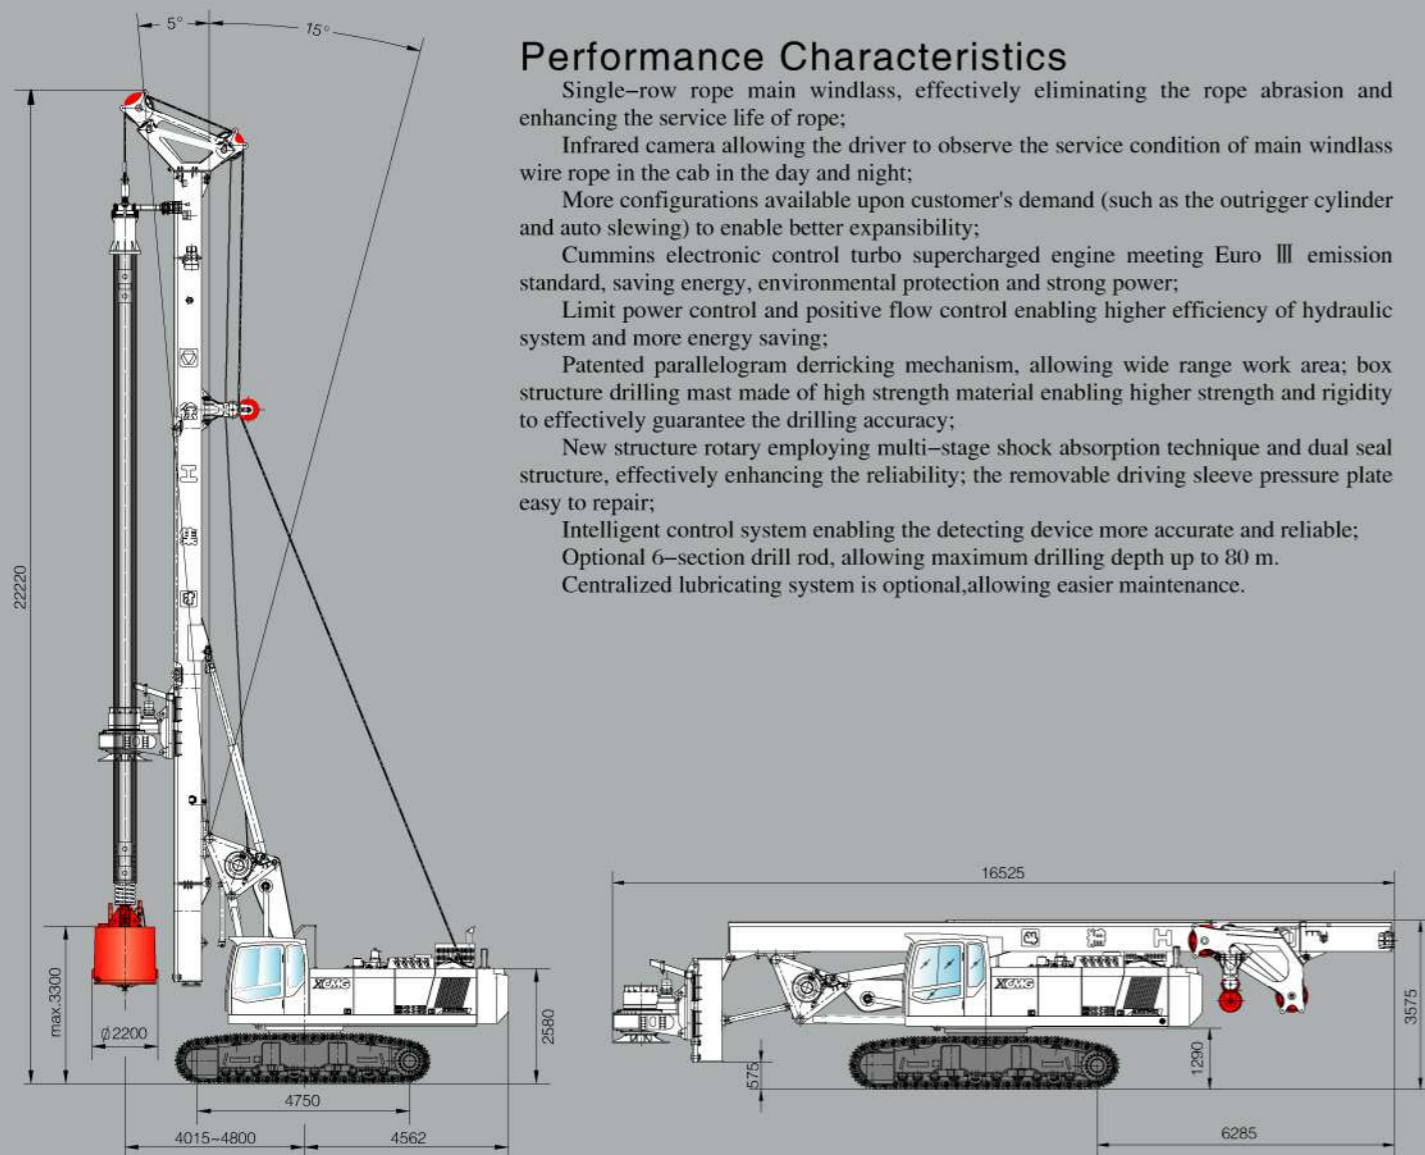 5°
15°
Performance Characteristics
Single-row rope main windlass, effectively eliminating the rope abrasion and
enhancing the service life of rope;
Infrared camera allowing the driver to observe the service condition of main windlass
wire rope in the cab in the day and night;
More configurations available upon customer's demand (such as the outrigger cylinder
and auto slewing) to enable better expansibility;
Cummins electronic control turbo supercharged engine meeting Euro Ⅲ emission
standard, saving energy, environmental protection and strong power;
Limit power control and positive flow control enabling higher efficiency of hydraulic
system and more energy saving;
Patented parallelogram derricking mechanism, allowing wide range work area; box
structure drilling mast made of high strength material enabling higher strength and rigidity
to effectively guarantee the drilling accuracy;
New structure rotary employing multi-stage shock absorption technique and dual seal
structure, effectively enhancing the reliability; the removable driving sleeve pressure plate
easy to repair;
Intelligent control system enabling the detecting device more accurate and reliable;
Optional 6-section drill rod, allowing maximum drilling depth up to 80 m.
Centralized lubricating system is optional,allowing easier maintenance.
22220
max.3300
ϕ2200
XCMG
2580
4750
4015~4800
4562
16525
XCMG
3575
1290
575
6285